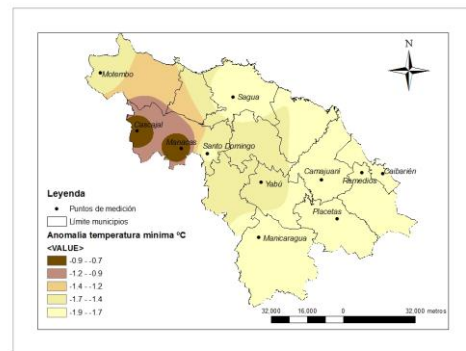 N
Motembo
Sagua
Cascajal
Manacas
Santo Domingo
Yabú
Camajuaní
Remedios
Caibarién
Placetas
Manicaragua
Leyenda
Puntos de medición
Límite municipios
Anomalia temperatura minima ºC
<VALUE>
-0.9 - -0.7
-1.2 - -0.9
-1.4 - -1.2
-1.7 - -1.4
-1.9 - -1.7
32,000 16,000 0 32,000 metros